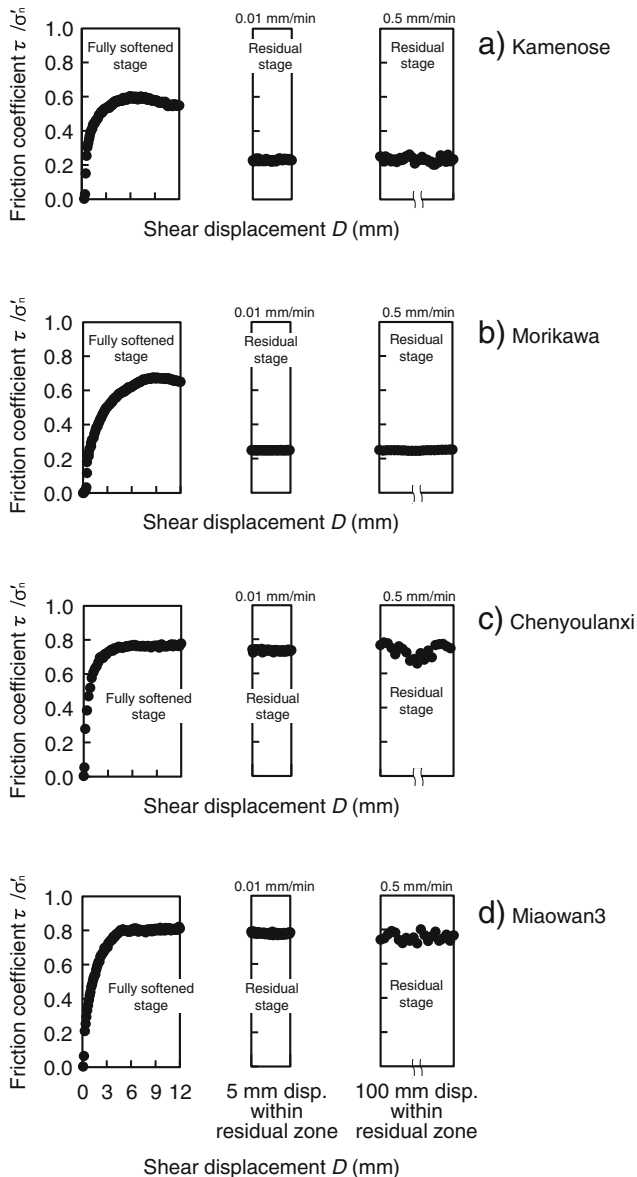 0.01 mm/min
0.5 mm/min
a) Kamenose
Friction coefficient τ /σ'n
1.0
0.8
0.6
0.4
0.2
0.0
Fully softened
stage
Residual
stage
Residual
stage
Shear displacement D (mm)
0.01 mm/min
0.5 mm/min
b) Morikawa
Friction coefficient τ /σ'n
1.0
0.8
0.6
0.4
0.2
0.0
Fully softened
stage
Residual
stage
Residual
stage
Shear displacement D (mm)
0.01 mm/min
0.5 mm/min
c) Chenyoulanxi
Friction coefficient τ /σ'n
1.0
0.8
0.6
0.4
0.2
0.0
Fully softened
stage
Residual
stage
Residual
stage
Shear displacement D (mm)
0.01 mm/min
0.5 mm/min
d) Miaowan3
Friction coefficient τ /σ'n
1.0
0.8
0.6
0.4
0.2
0.0
Fully softened
stage
Residual
stage
Residual
stage
0 3 6 9 12
5 mm disp.
within
residual zone
100 mm disp.
within
residual zone
Shear displacement D (mm)